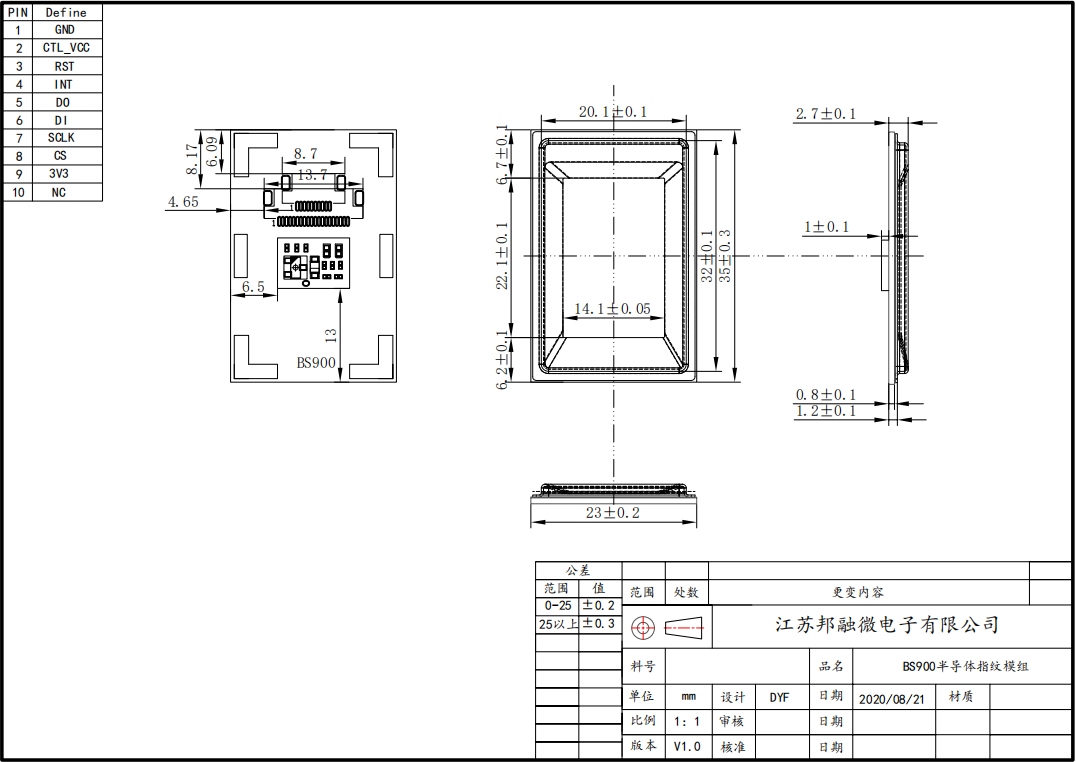 PIN Define
1 GND
2 CTL_VCC
3 RST
4 INT
5 DO
6 DI
7 SCLK
8 CS
9 3V3
10 NC
8.17
6.09
8.7
13.7
4.65
1
1
6.5
13
BS900
20.1±0.1
6.7±0.1
22.1±0.1
6.2±0.1
14.1±0.05
32±0.1
35±0.3
2.7±0.1
1±0.1
0.8±0.1
1.2±0.1
23±0.2
公差
范围 值
0-25 ±0.2
25以上 ±0.3
范围 处数 更变内容
江苏邦融微电子有限公司
料号 品名 BS900半导体指纹模组
单位 mm 设计 DYF 日期 2020/08/21 材质
比例 1:1 审核 日期
版本 V1.0 核准 日期